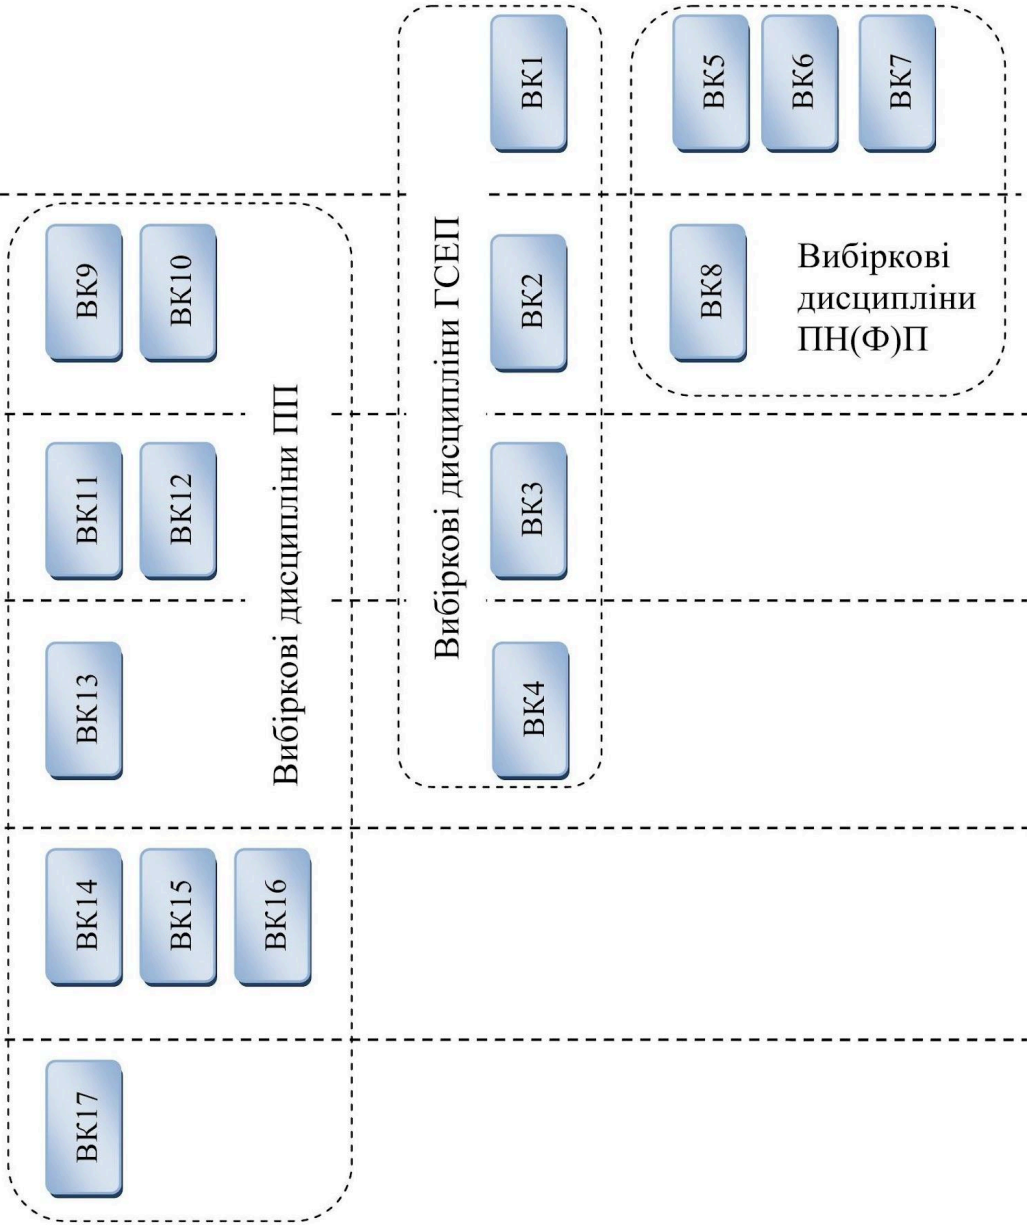 ВК1
ВК5
ВК6
ВК7
ВК9
ВК10
ВК2
ВК8
Вибіркові
дисципліни
ПН(Ф)П
Вибіркові дисципліни ГСЕП
Вибіркові дисципліни ПП
ВК11
ВК12
ВК3
ВК13
ВК4
ВК14
ВК15
ВК16
ВК17